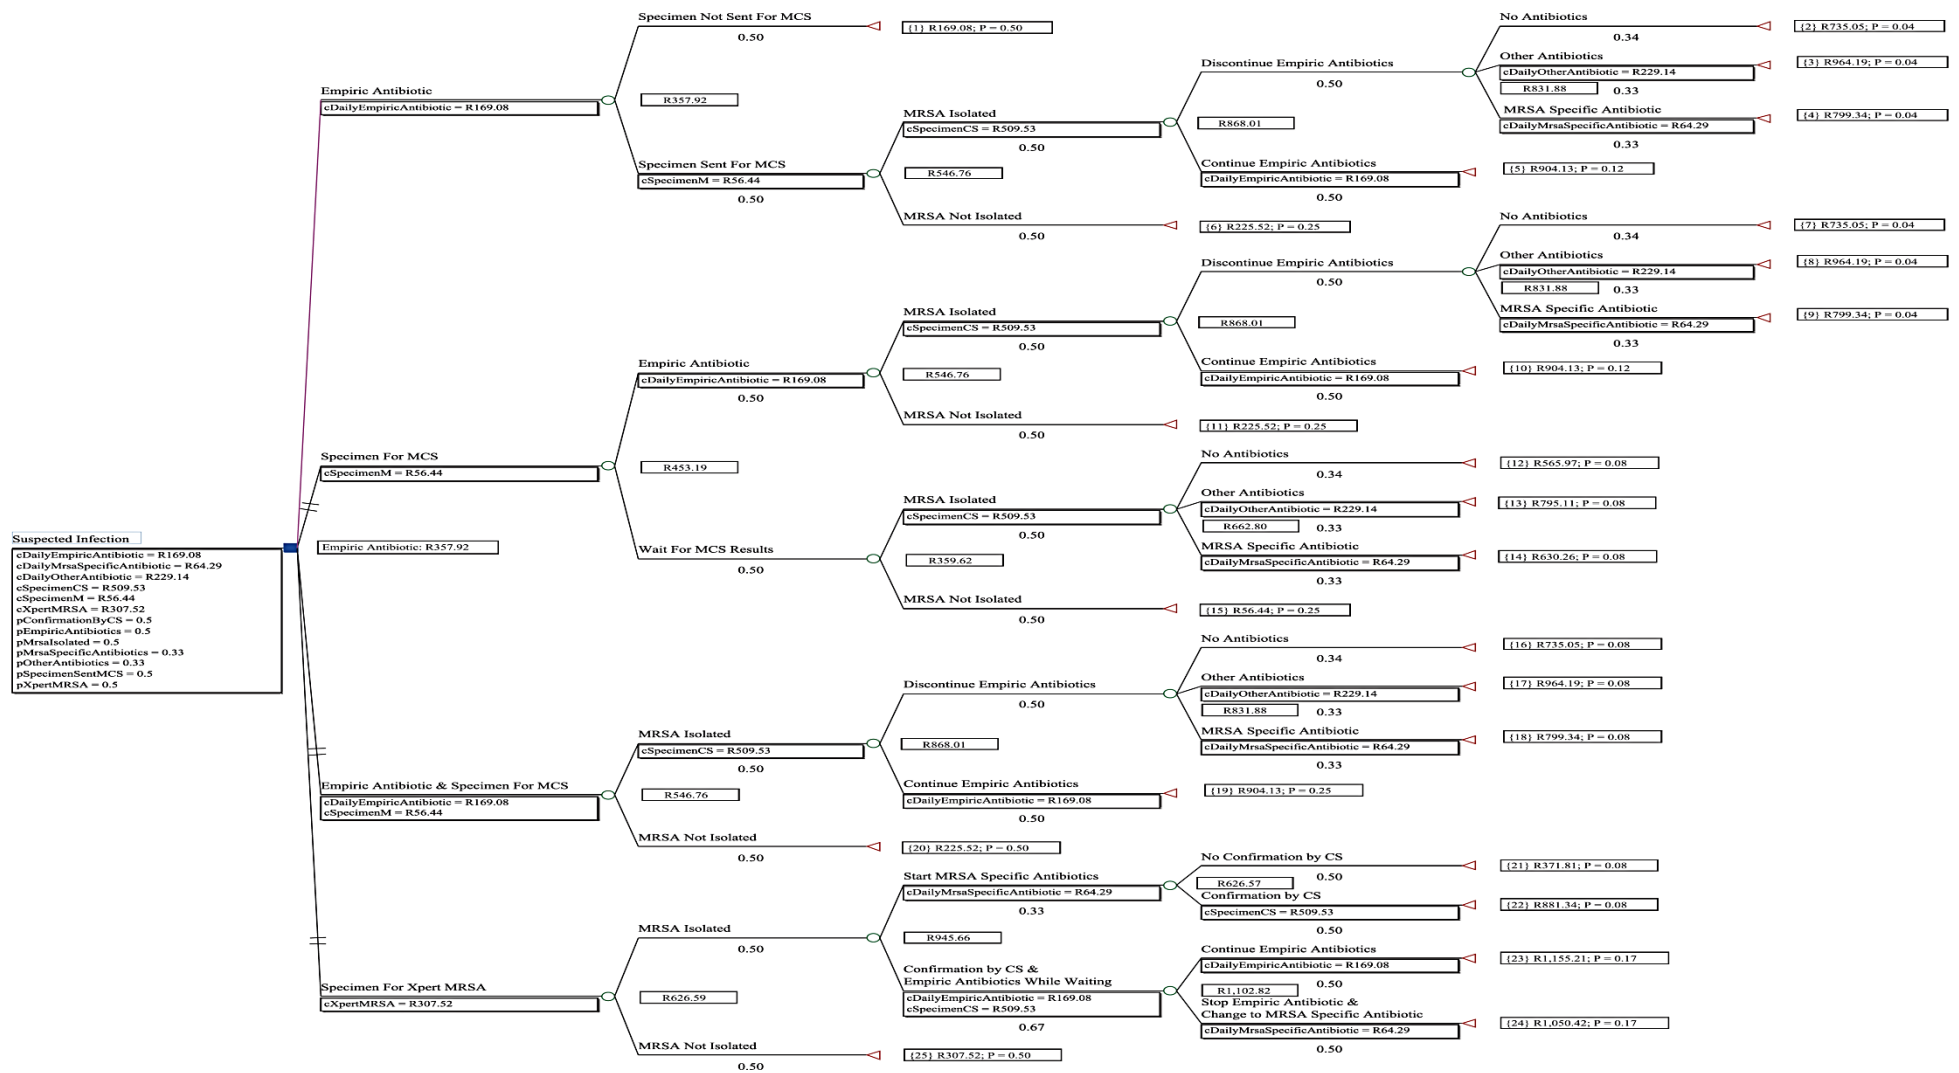 Suspected Infection
cDailyEmpiricAntibiotic = R169.08
cDailyMrsaSpecificAntibiotic = R64.29
cDailyOtherAntibiotic = R229.14
cSpecimenCS = R509.53
cSpecimenM = R56.44
cXpertMRSA = R307.52
pConfirmationByCS = 0.5
pEmpiricAntibiotics = 0.5
pMrsaIsolated = 0.5
pMrsaSpecificAntibiotics = 0.33
pOtherAntibiotics = 0.33
pSpecimenSentMCS = 0.5
pXpertMRSA = 0.5
Empiric Antibiotic: R357.92
Empiric Antibiotic
cDailyEmpiricAntibiotic = R169.08
R357.92
Specimen Not Sent For MCS
0.50
{1} R169.08; P = 0.50
Specimen Sent For MCS
cSpecimenM = R56.44
0.50
R546.76
MRSA Isolated
cSpecimenCS = R509.53
0.50
R868.01
Discontinue Empiric Antibiotics
0.50
No Antibiotics
0.34
{2} R735.05; P = 0.04
Other Antibiotics
cDailyOtherAntibiotic = R229.14
R831.88
0.33
{3} R964.19; P = 0.04
MRSA Specific Antibiotic
cDailyMrsaSpecificAntibiotic = R64.29
0.33
{4} R799.34; P = 0.04
Continue Empiric Antibiotics
cDailyEmpiricAntibiotic = R169.08
0.50
{5} R904.13; P = 0.12
MRSA Not Isolated
0.50
{6} R225.52; P = 0.25
Specimen For MCS
cSpecimenM = R56.44
R453.19
Empiric Antibiotic
cDailyEmpiricAntibiotic = R169.08
0.50
R546.76
MRSA Isolated
cSpecimenCS = R509.53
0.50
R868.01
Discontinue Empiric Antibiotics
0.50
No Antibiotics
0.34
{7} R735.05; P = 0.04
Other Antibiotics
cDailyOtherAntibiotic = R229.14
R831.88
0.33
{8} R964.19; P = 0.04
MRSA Specific Antibiotic
cDailyMrsaSpecificAntibiotic = R64.29
0.33
{9} R799.34; P = 0.04
Continue Empiric Antibiotics
cDailyEmpiricAntibiotic = R169.08
0.50
{10} R904.13; P = 0.12
MRSA Not Isolated
0.50
{11} R225.52; P = 0.25
Wait For MCS Results
0.50
R359.62
MRSA Isolated
cSpecimenCS = R509.53
0.50
No Antibiotics
0.34
{12} R565.97; P = 0.08
Other Antibiotics
cDailyOtherAntibiotic = R229.14
R662.80
0.33
{13} R795.11; P = 0.08
MRSA Specific Antibiotic
cDailyMrsaSpecificAntibiotic = R64.29
0.33
{14} R630.26; P = 0.08
MRSA Not Isolated
0.50
{15} R56.44; P = 0.25
Empiric Antibiotic & Specimen For MCS
cDailyEmpiricAntibiotic = R169.08
cSpecimenM = R56.44
R546.76
MRSA Isolated
cSpecimenCS = R509.53
0.50
R868.01
Discontinue Empiric Antibiotics
0.50
No Antibiotics
0.34
{16} R735.05; P = 0.08
Other Antibiotics
cDailyOtherAntibiotic = R229.14
R831.88
0.33
{17} R964.19; P = 0.08
MRSA Specific Antibiotic
cDailyMrsaSpecificAntibiotic = R64.29
0.33
{18} R799.34; P = 0.08
Continue Empiric Antibiotics
cDailyEmpiricAntibiotic = R169.08
0.50
{19} R904.13; P = 0.25
MRSA Not Isolated
0.50
{20} R225.52; P = 0.50
Specimen For Xpert MRSA
cXpertMRSA = R307.52
R626.59
MRSA Isolated
0.50
R945.66
Start MRSA Specific Antibiotics
cDailyMrsaSpecificAntibiotic = R64.29
0.33
No Confirmation by CS
0.50
R626.57
{21} R371.81; P = 0.08
Confirmation by CS
cSpecimenCS = R509.53
0.50
{22} R881.34; P = 0.08
Confirmation by CS &
Empiric Antibiotics While Waiting
cDailyEmpiricAntibiotic = R169.08
cSpecimenCS = R509.53
0.67
Continue Empiric Antibiotics
cDailyEmpiricAntibiotic = R169.08
0.50
R1,102.82
{23} R1,155.21; P = 0.17
Stop Empiric Antibiotic &
Change to MRSA Specific Antibiotic
cDailyMrsaSpecificAntibiotic = R64.29
0.50
{24} R1,050.42; P = 0.17
MRSA Not Isolated
0.50
{25} R307.52; P = 0.50